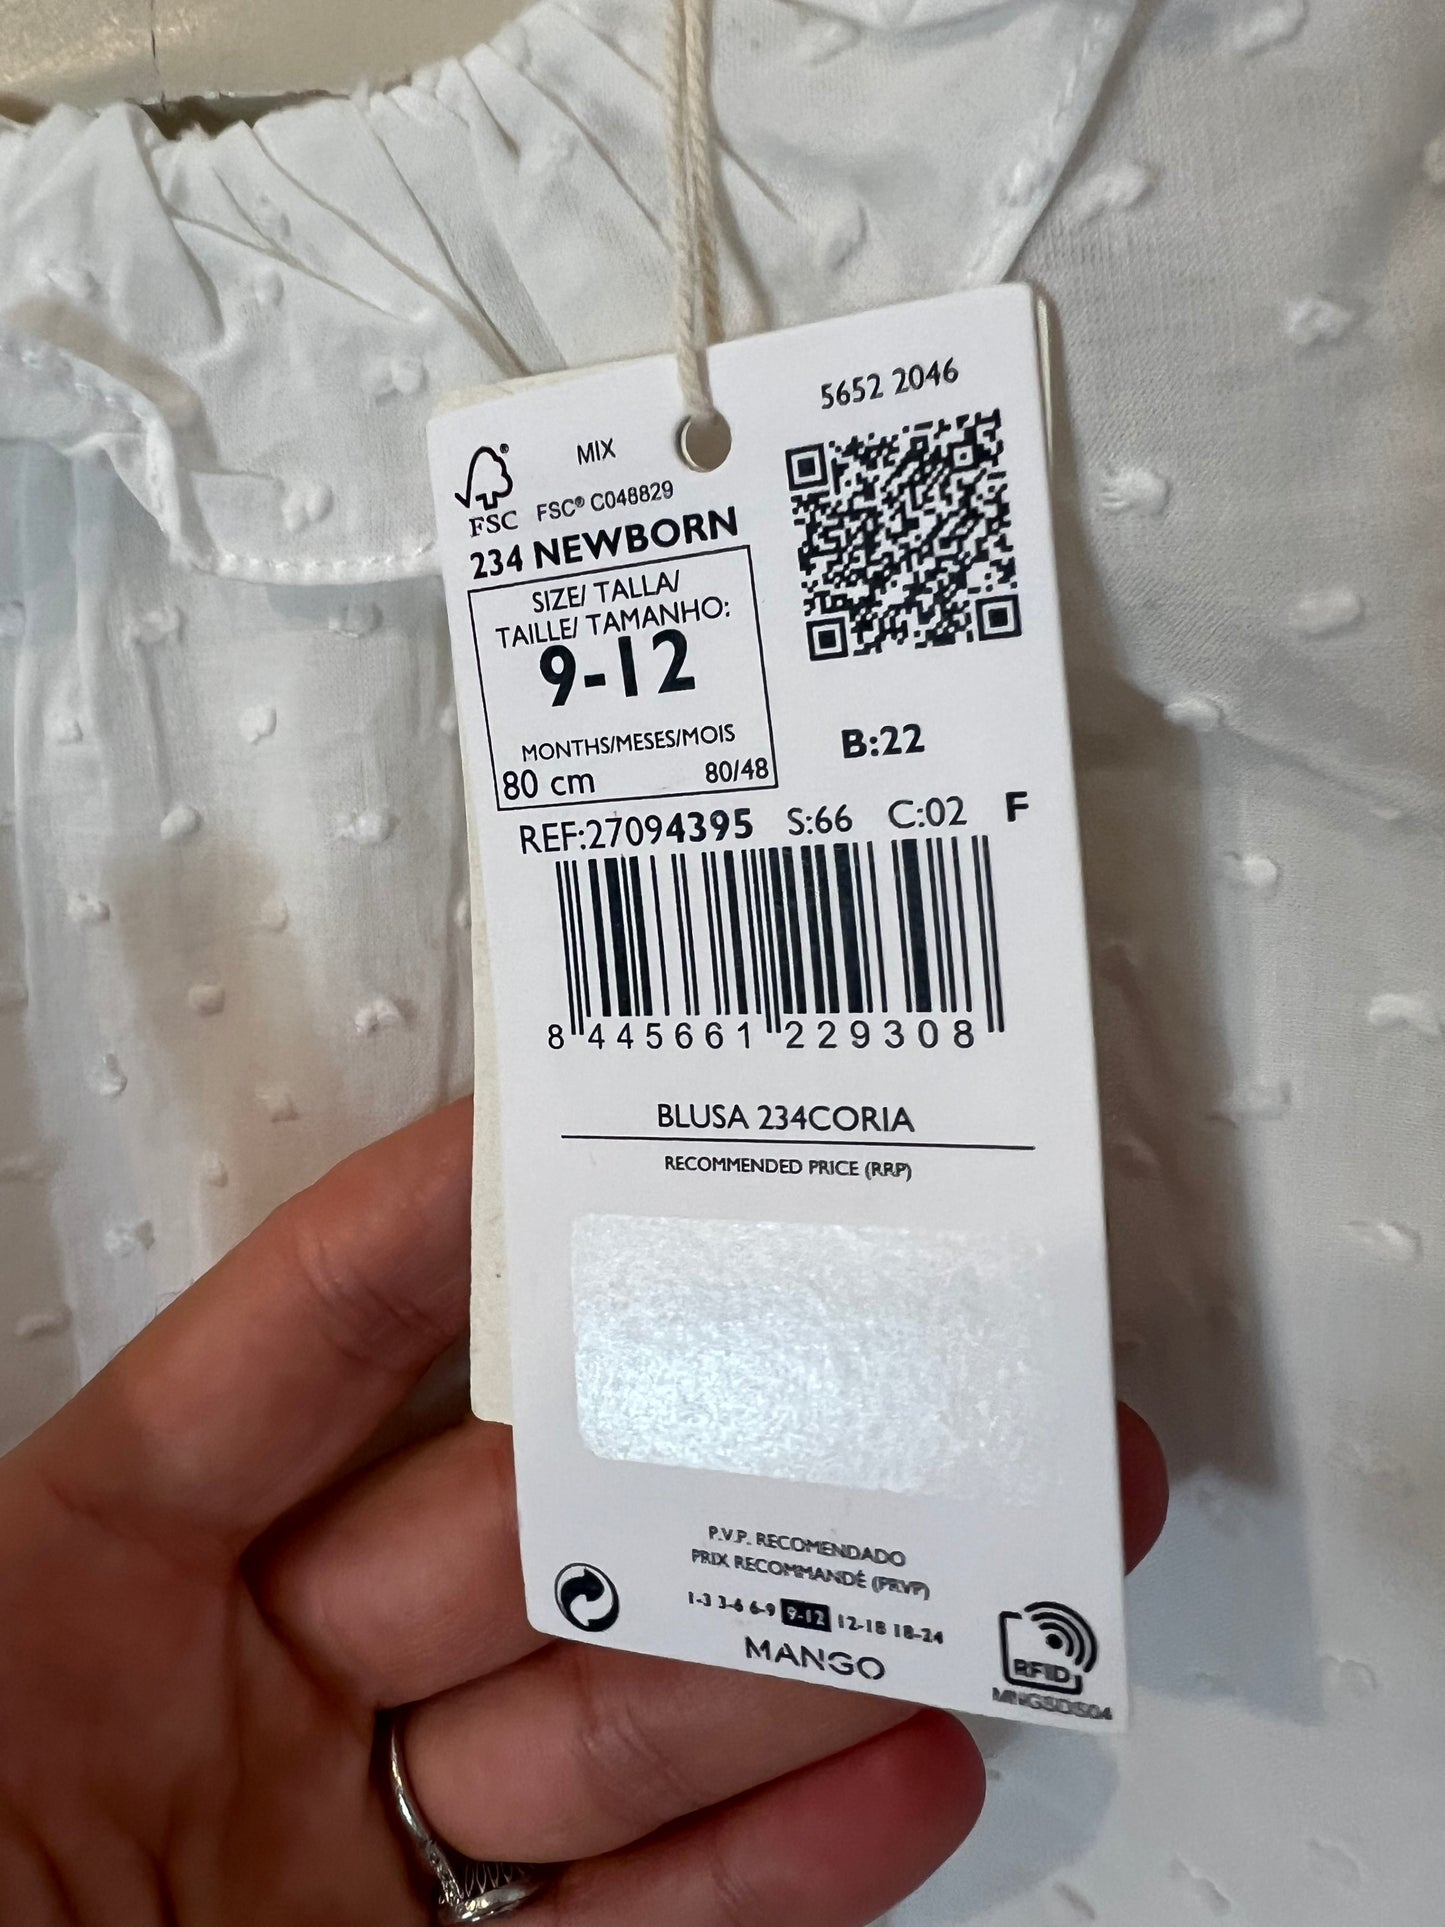 5652 2046
MIX
FSC® C048829
FSC
234 NEWBORN
SIZE/ TALLA/
TAILLE/ TAMANHO:
9-12
MONTHS/MESES/MOIS
80 cm 80/48
B:22
REF:27094395 S:66 C:02 F
8 445661 229308
BLUSA 234CORIA
RECOMMENDED PRICE (RRP)
P.V.P. RECOMENDADO
PRIX RECOMMANDÉ (PRVP)
1-3 3-6 6-9 9-12 12-18 18-24
MANGO
RFID